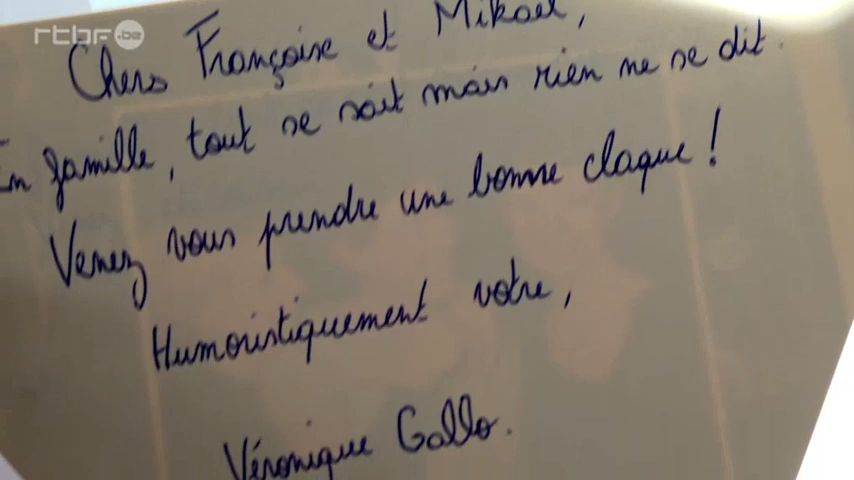 rtbf.be
Chers Françoise et Mikael,
En famille, tout se sait mais rien ne se dit.
Venez vous prendre une bonne claque !
Humoristiquement votre,
Véronique Gallo.